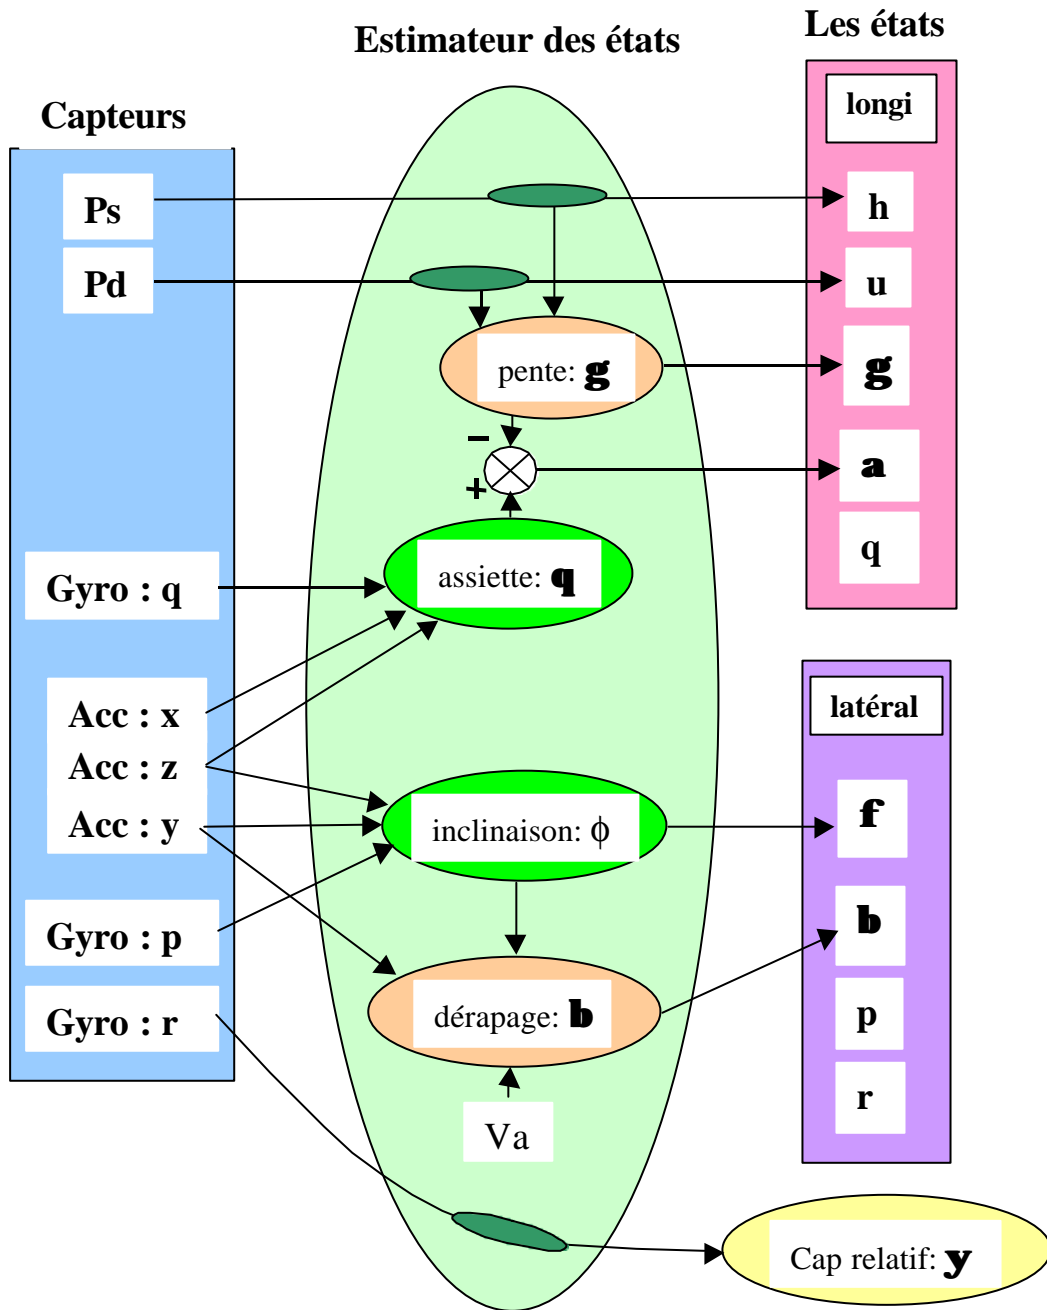 Estimateur des états
Les états
Capteurs
longi
Ps
h
Pd
u
pente: g
g
−
+
a
assiette: q
q
Gyro : q
Acc : x
Acc : z
Acc : y
latéral
inclinaison: ϕ
f
Gyro : p
b
Gyro : r
dérapage: b
p
r
Va
Cap relatif: y